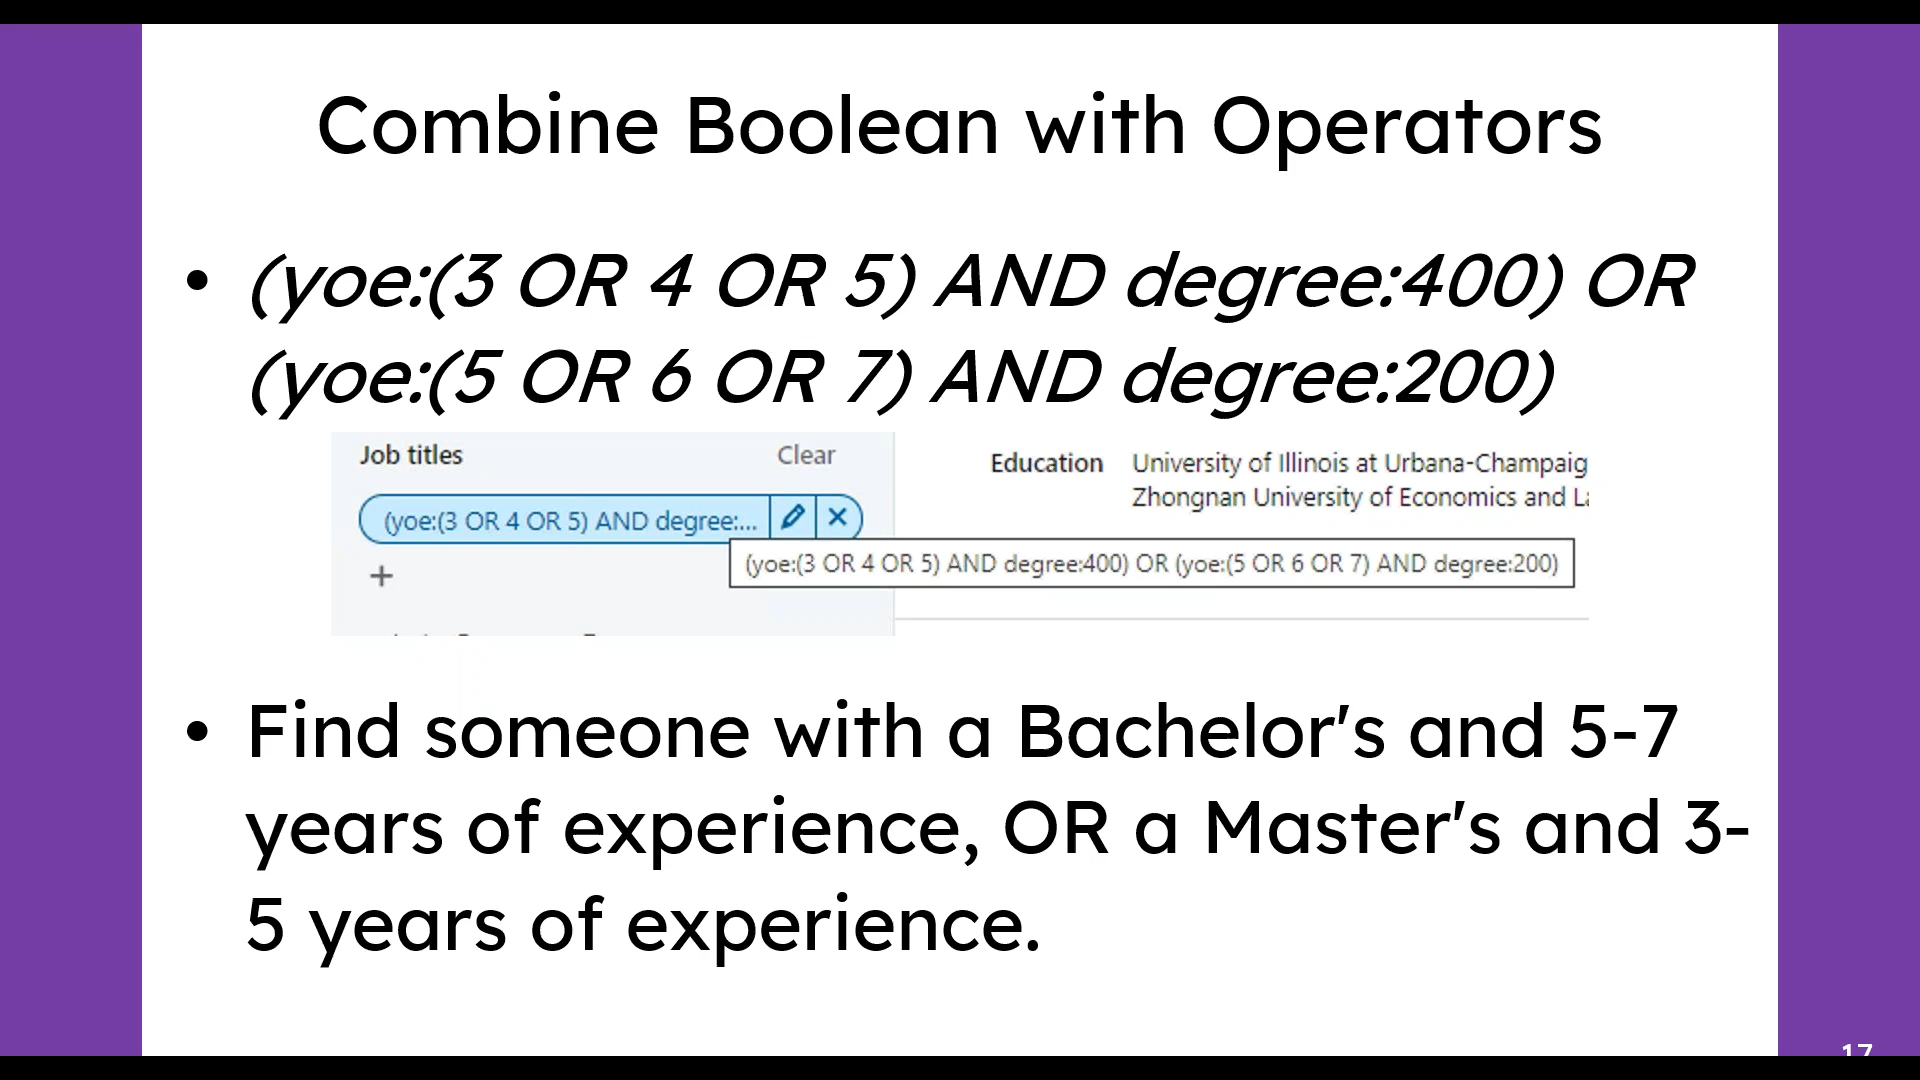 Combine Boolean with Operators
• (yoe:(3 OR 4 OR 5) AND degree:400) OR
(yoe:(5 OR 6 OR 7) AND degree:200)
Job titles Clear
(yoe:(3 OR 4 OR 5) AND degree:...
+
Education University of Illinois at Urbana-Champaig
Zhongnan University of Economics and La
(yoe:(3 OR 4 OR 5) AND degree:400) OR (yoe:(5 OR 6 OR 7) AND degree:200)
• Find someone with a Bachelor's and 5-7
years of experience, OR a Master's and 3-
5 years of experience.
17